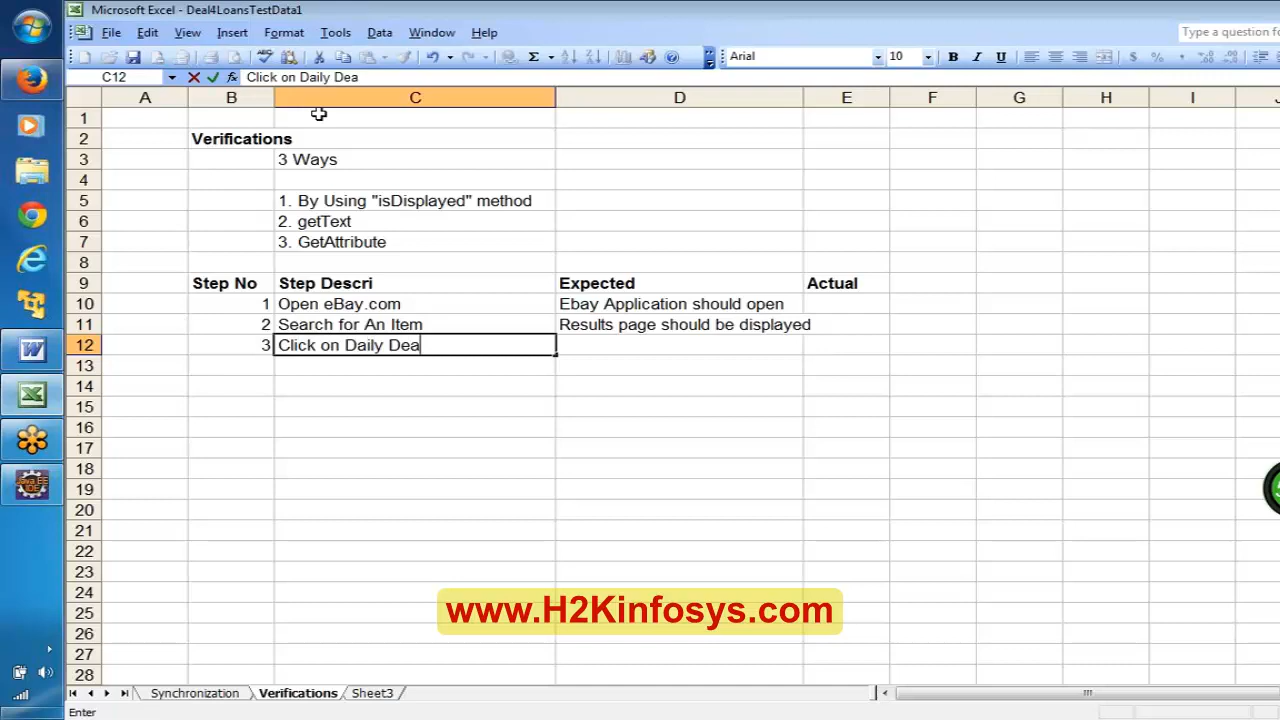 Microsoft Excel - Deal4LoansTestData1
File Edit View Insert Format Tools Data Window Help
Type a question fo
Arial 10 B I U $ %
C12 fx Click on Daily Dea
A B C D E F G H I
1
2 Verifications
3 3 Ways
4
5 1. By Using "isDisplayed" method
6 2. getText
7 3. GetAttribute
8
9 Step No Step Descri Expected Actual
10 1 Open eBay.com Ebay Application should open
11 2 Search for An Item Results page should be displayed
12 3 Click on Daily Dea
13
14
15
16
17
18
19
20
21
22
23
24
www.H2Kinfosys.com
25
26
27
28
Synchronization Verifications Sheet3
Enter